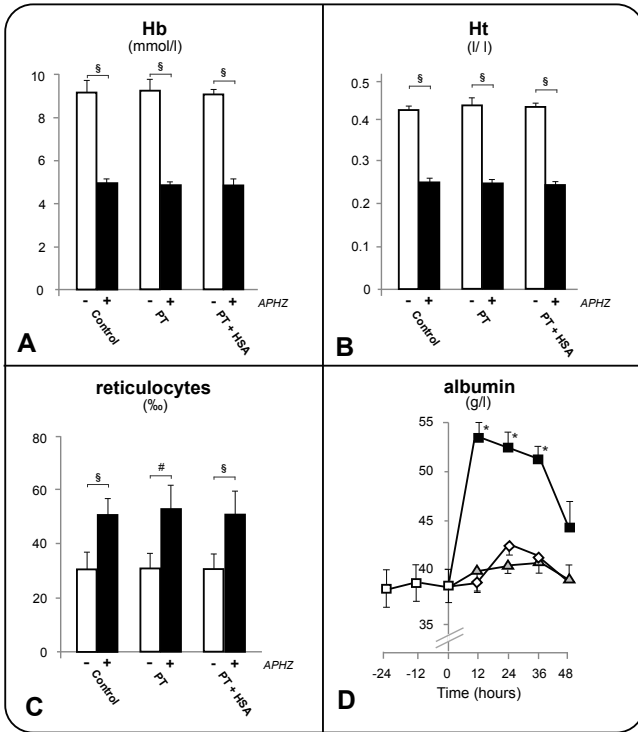 Hb
(mmol/l)
§ § §
10
8
6
4
2
0
- + - + - + APHZ
Control PT PT + HSA
A
Ht
(l/ l)
§ § §
0.5
0.4
0.3
0.2
0.1
0
- + - + - + APHZ
Control PT PT + HSA
B
reticulocytes
(‰)
§ # §
80
60
40
20
0
- + - + - + APHZ
Control PT PT + HSA
C
albumin
(g/l)
* * *
55
50
45
40
35
-24 -12 0 12 24 36 48
Time (hours)
D